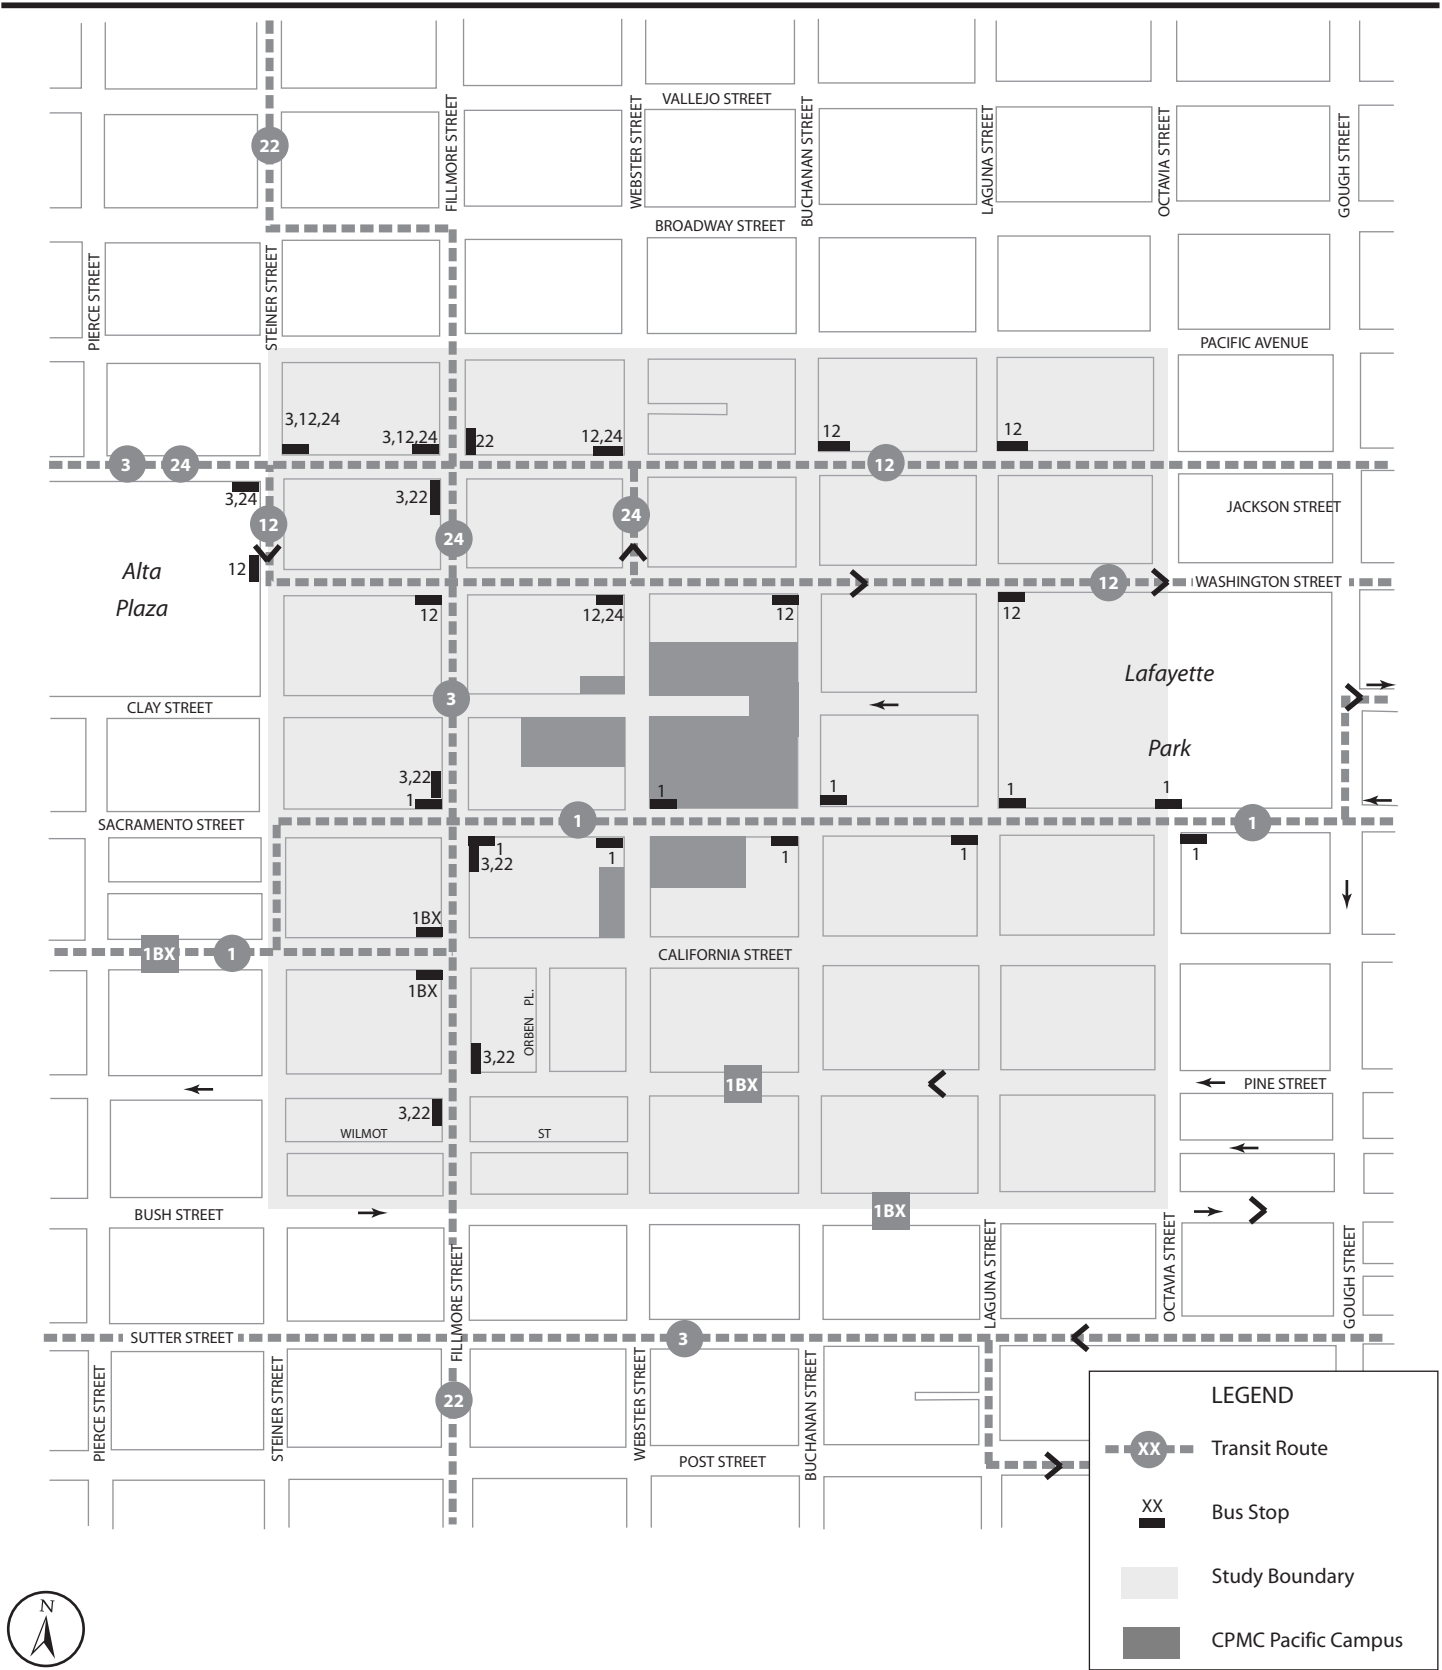 VALLEJO STREET
FILLMORE STREET
WEBSTER STREET
BUCHANAN STREET
LAGUNA STREET
OCTAVIA STREET
GOUGH STREET
22
BROADWAY STREET
PIERCE STREET
STEINER STREET
PACIFIC AVENUE
3,12,24
3,12,24
22
12,24
12
12
3
24
12
3,24
3,22
12
24
24
JACKSON STREET
Alta
Plaza
12
12
WASHINGTON STREET
12
12,24
12
12
Lafayette
Park
3
CLAY STREET
3,22
1
1
1
1
1
SACRAMENTO STREET
1
1
1
3,22
1
1
1
1
1BX
1BX
1
CALIFORNIA STREET
1BX
ORBEN PL.
3,22
1BX
PINE STREET
3,22
WILMOT
ST
BUSH STREET
1BX
FILLMORE STREET
LAGUNA STREET
OCTAVIA STREET
GOUGH STREET
SUTTER STREET
3
PIERCE STREET
STEINER STREET
22
WEBSTER STREET
BUCHANAN STREET
POST STREET
LEGEND
XX
Transit Route
XX
Bus Stop
Study Boundary
CPMC Pacific Campus
N